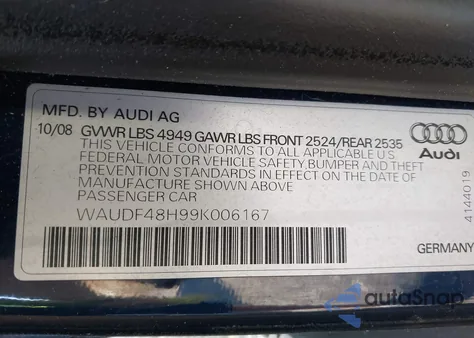 MFD. BY AUDI AG
10/08 GVWR LBS 4949 GAWR LBS FRONT 2524/REAR 2535
THIS VEHICLE CONFORMS TO ALL APPLICABLE U.S.
FEDERAL MOTOR VEHICLE SAFETY,BUMPER AND THEFT
PREVENTION STANDARDS IN EFFECT ON THE DATE OF
MANUFACTURE SHOWN ABOVE
PASSENGER CAR
WAUDF48H99K006167
Audi
4144019
GERMANY
autoSnap